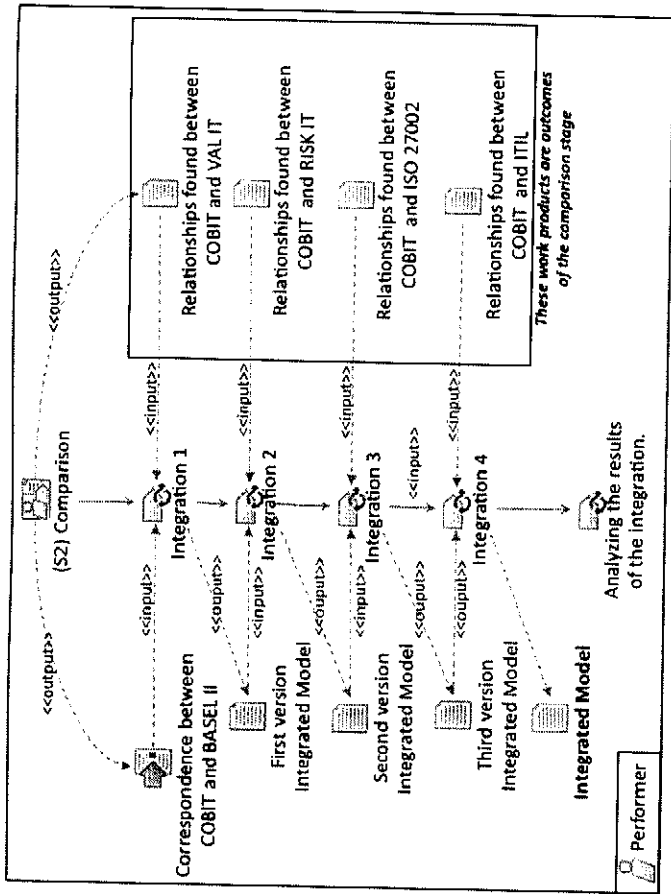 <<output>>
<<output>>
(S2) Comparison
Correspondence between
COBIT and BASEL II
<<input>>
Integration 1
<<input>>
Relationships found between
COBIT and VAL IT
<<ouput>>
First version
Integrated Model
<<input>>
Integration 2
<<input>>
Relationships found between
COBIT and RISK IT
<<ouput>>
Second version
Integrated Model
<<input>>
Integration 3
<<input>>
Relationships found between
COBIT and ISO 27002
<<input>>
<<ouput>>
Third version
Integrated Model
<<ouput>>
Integration 4
<<input>>
Relationships found between
COBIT and ITIL
These work products are outcomes
of the comparison stage
Integrated Model
Analyzing the results
of the integration.
Performer